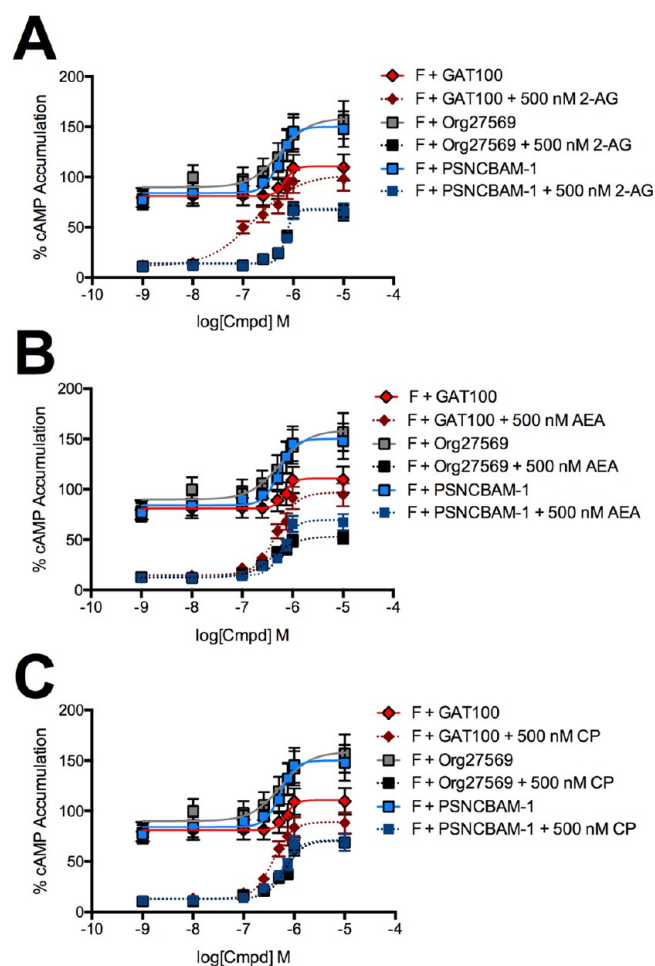 A
% cAMP Accumulation
200
150
100
50
0
-10 -9 -8 -7 -6 -5 -4
log[Cmpd] M
F + GAT100
F + GAT100 + 500 nM 2-AG
F + Org27569
F + Org27569 + 500 nM 2-AG
F + PSNCBAM-1
F + PSNCBAM-1 + 500 nM 2-AG
B
% cAMP Accumulation
200
150
100
50
0
-10 -9 -8 -7 -6 -5 -4
log[Cmpd] M
F + GAT100
F + GAT100 + 500 nM AEA
F + Org27569
F + Org27569 + 500 nM AEA
F + PSNCBAM-1
F + PSNCBAM-1 + 500 nM AEA
C
% cAMP Accumulation
200
150
100
50
0
-10 -9 -8 -7 -6 -5 -4
log[Cmpd] M
F + GAT100
F + GAT100 + 500 nM CP
F + Org27569
F + Org27569 + 500 nM CP
F + PSNCBAM-1
F + PSNCBAM-1 + 500 nM CP